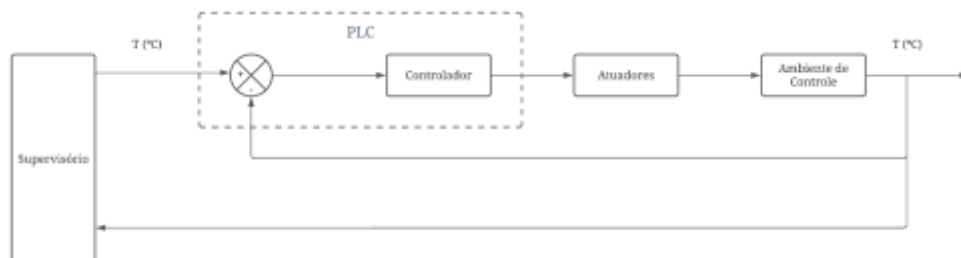 PLC
T (ºC)
T (ºC)
+
-
Controlador
Atuadores
Ambiente de
Controle
Supervisório